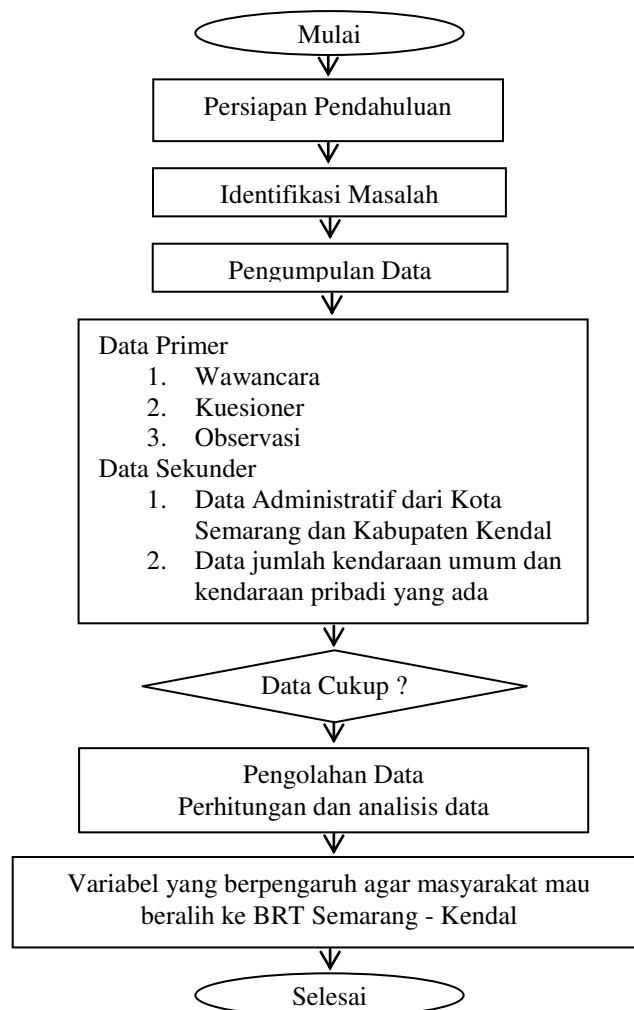 Mulai
Persiapan Pendahuluan
Identifikasi Masalah
Pengumpulan Data
Data Primer
1. Wawancara
2. Kuesioner
3. Observasi
Data Sekunder
1. Data Administratif dari Kota
Semarang dan Kabupaten Kendal
2. Data jumlah kendaraan umum dan
kendaraan pribadi yang ada
Data Cukup ?
Pengolahan Data
Perhitungan dan analisis data
Variabel yang berpengaruh agar masyarakat mau
beralih ke BRT Semarang - Kendal
Selesai